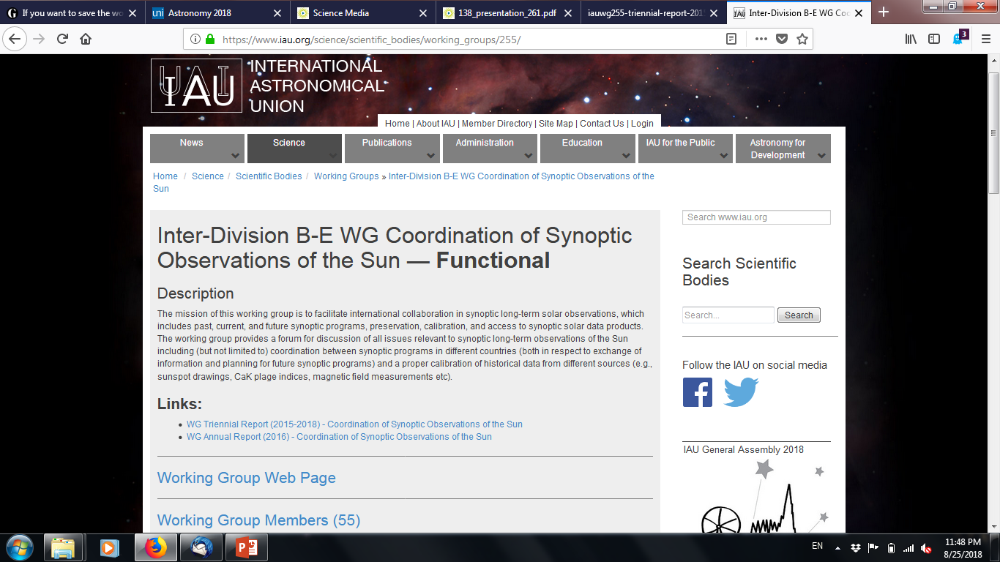 If you want to save the wo
Astronomy 2018
Science Media
138_presentation_261.pdf
iauwg255-triennial-report-2015
Inter-Division B-E WG Coo
https://www.iau.org/science/scientific_bodies/working_groups/255/
3
IAU
INTERNATIONAL
ASTRONOMICAL
UNION
Home | About IAU | Member Directory | Site Map | Contact Us | Login
News
Science
Publications
Administration
Education
IAU for the Public
Astronomy for
Development
Home / Science / Scientific Bodies / Working Groups » Inter-Division B-E WG Coordination of Synoptic Observations of the
Sun
Inter-Division B-E WG Coordination of Synoptic
Observations of the Sun — Functional
Description
The mission of this working group is to facilitate international collaboration in synoptic long-term solar observations, which
includes past, current, and future synoptic programs, preservation, calibration, and access to synoptic solar data products.
The working group provides a forum for discussion of all issues relevant to synoptic long-term observations of the Sun
including (but not limited to) coordination between synoptic programs in different countries (both in respect to exchange of
information and planning for future synoptic programs) and a proper calibration of historical data from different sources (e.g.,
sunspot drawings, CaK plage indices, magnetic field measurements etc).
Links:
WG Triennial Report (2015-2018) - Coordination of Synoptic Observations of the Sun
WG Annual Report (2016) - Coordination of Synoptic Observations of the Sun
Working Group Web Page
Working Group Members (55)
Search www.iau.org
Search Scientific
Bodies
Search...
Search
Follow the IAU on social media
IAU General Assembly 2018
EN
11:48 PM
8/25/2018